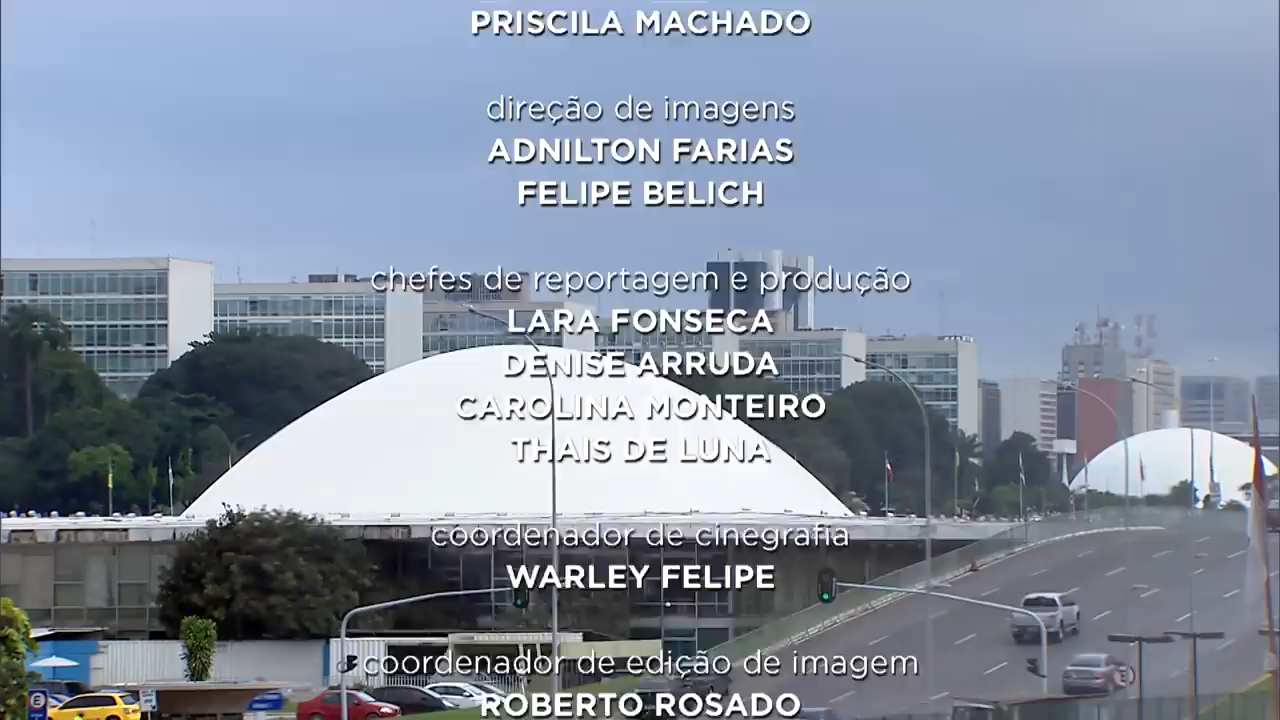 PRISCILA MACHADO
direção de imagens
ADNILTON FARIAS
FELIPE BELICH
chefes de reportagem e produção
LARA FONSECA
DENISE ARRUDA
CAROLINA MONTEIRO
THAIS DE LUNA
coordenador de cinegrafia
WARLEY FELIPE
coordenador de edição de imagem
ROBERTO ROSADO
E
E